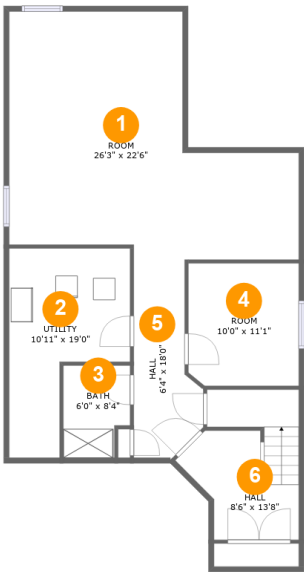 1
ROOM
26'3" x 22'6"
2
UTILITY
10'11" x 19'0"
3
BATH
6'0" x 8'4"
4
ROOM
10'0" x 11'1"
5
HALL
6'4" x 18'0"
6
HALL
8'6" x 13'8"